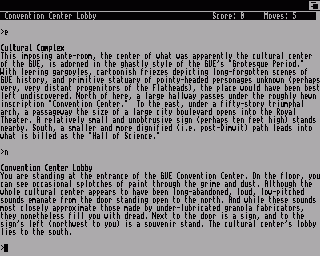 Convention Center Lobby Score: 0 Moves: 5
>e
Cultural Complex
This imposing ante-room, the center of what was apparently the cultural center
of the GUE, is adorned in the ghastly style of the GUE's "Grotesque Period."
With leering gargoyles, cartoonish friezes depicting long-forgotten scenes of
GUE history, and primitive statuary of pointy-headed personages unknown (perhaps
very, very distant progenitors of the Flatheads), the place would have been best
left undiscovered. North of here, a large hallway passes under the roughly hewn
inscription "Convention Center." To the east, under a fifty-story triumphal
arch, a passageway the size of a large city boulevard opens into the Royal
Theater. A relatively small and unobtrusive sign (perhaps ten feet high) stands
nearby. South, a smaller and more dignified (i.e. post-Dimwit) path leads into
what is billed as the "Hall of Science."
>n
Convention Center Lobby
You are standing at the entrance of the GUE Convention Center. On the floor, you
can see occasional splotches of paint through the grime and dust. Although the
whole cultural center appears to have been long-abandoned, loud, low-pitched
sounds emanate from the door standing open to the north. And while these sounds
most closely approximate those made by under-lubricated granola fabricators,
they nonetheless fill you with dread. Next to the door is a sign, and to the
sign's left (northwest to you) is a souvenir stand. The cultural center's lobby
lies to the south.
>